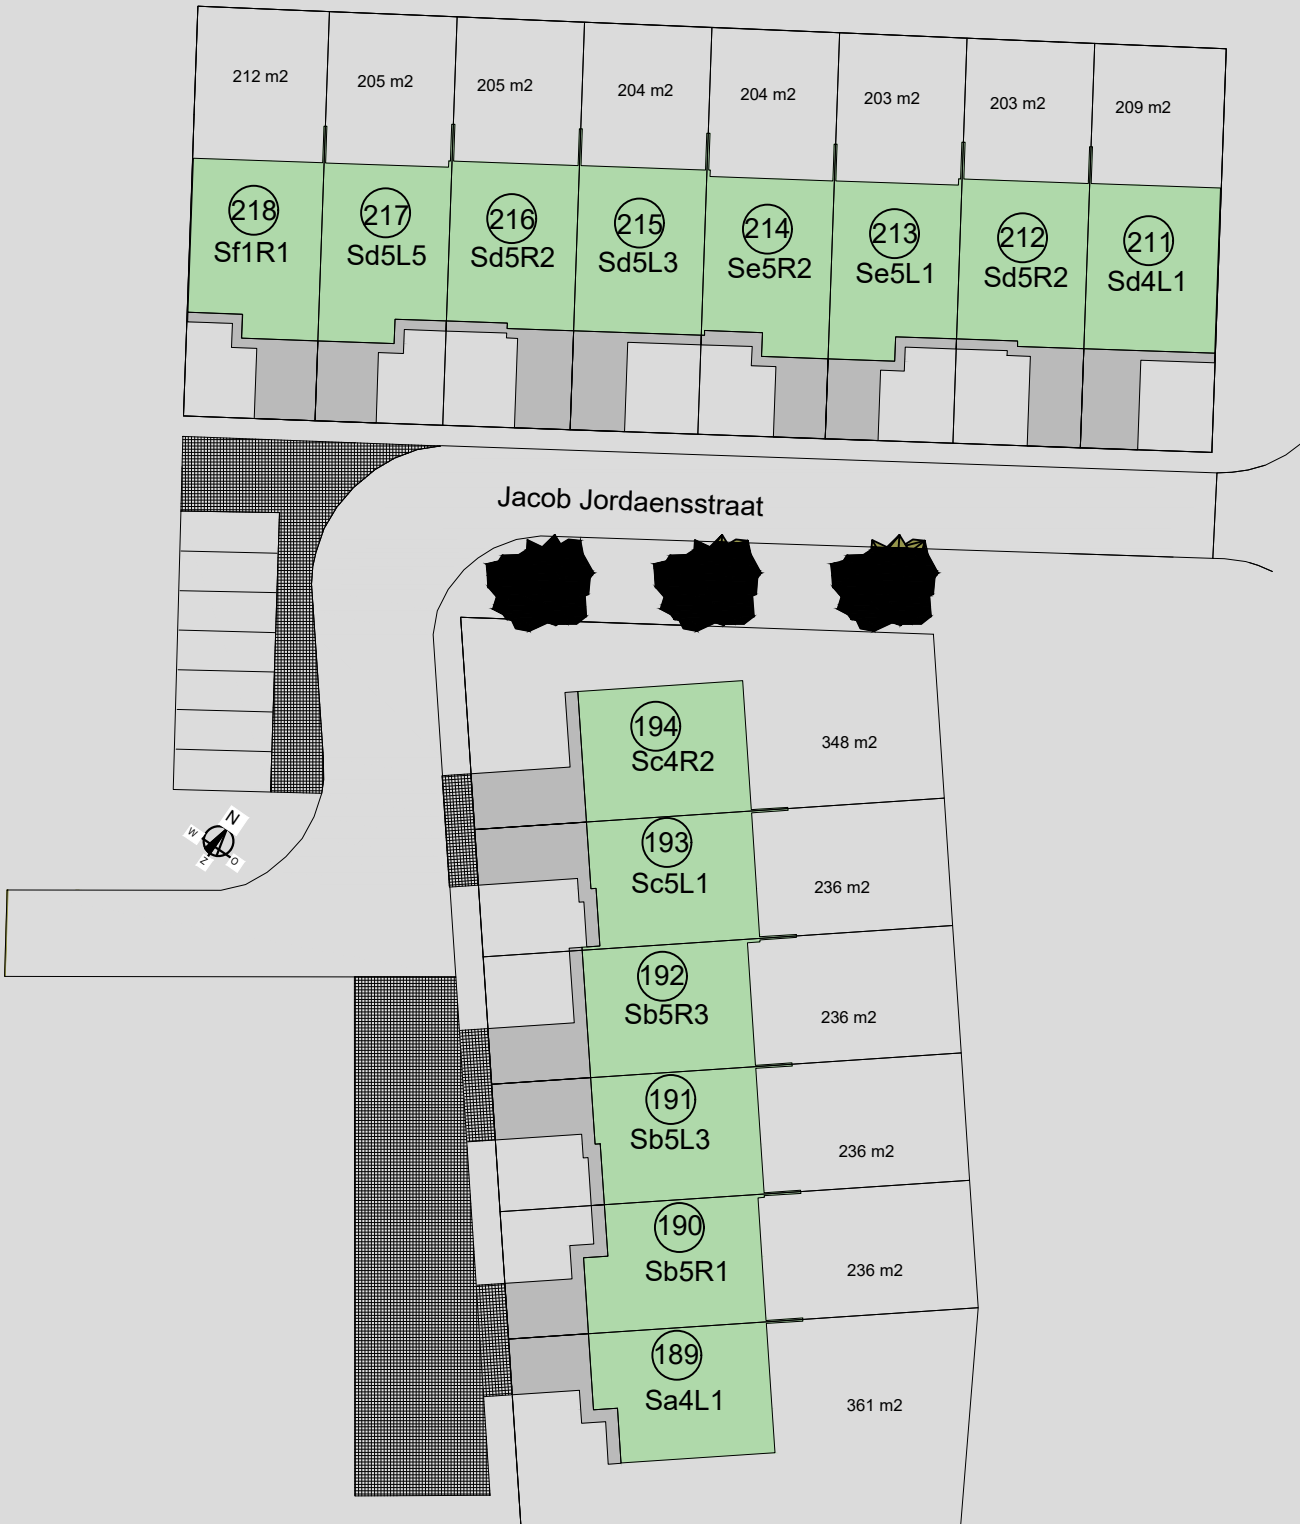 212 m2
205 m2
205 m2
204 m2
204 m2
203 m2
203 m2
209 m2
218
Sf1R1
217
Sd5L5
216
Sd5R2
215
Sd5L3
214
Se5R2
213
Se5L1
212
Sd5R2
211
Sd4L1
Jacob Jordaensstraat
194
Sc4R2
348 m2
N
W
O
Z
193
Sc5L1
236 m2
192
Sb5R3
236 m2
191
Sb5L3
236 m2
190
Sb5R1
236 m2
189
Sa4L1
361 m2